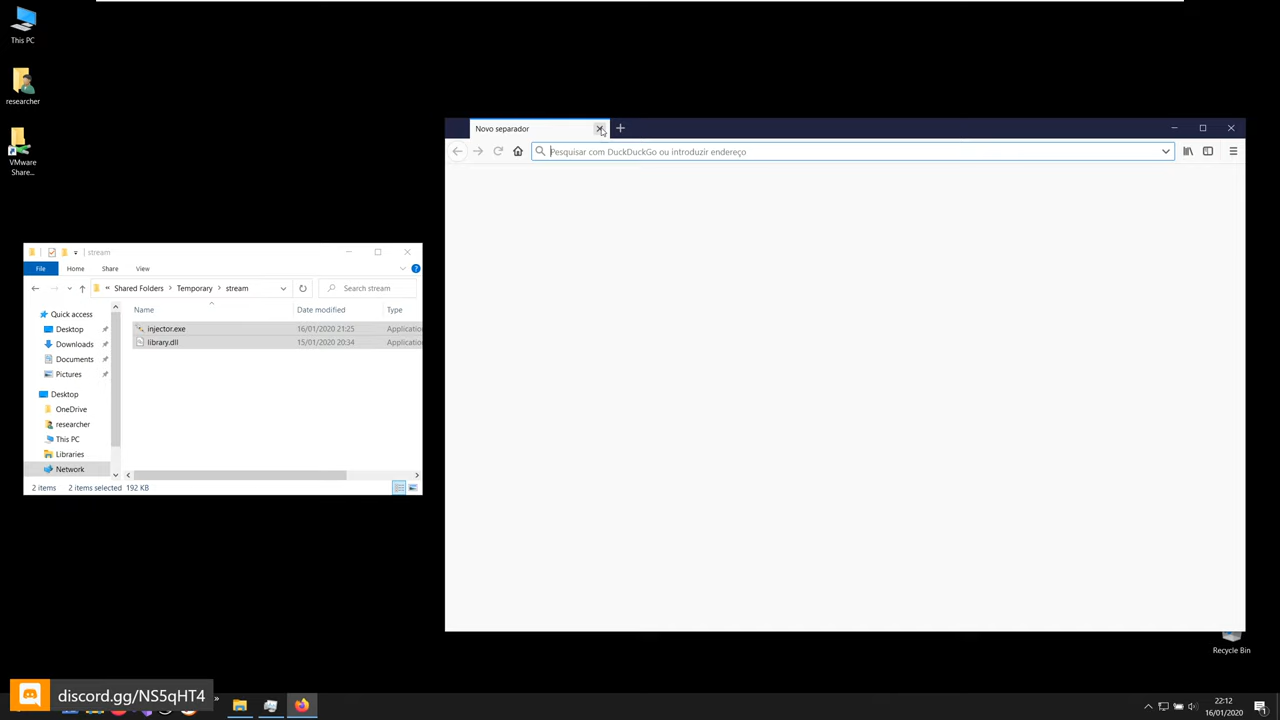 This PC
researcher
VMware
Share...
Novo separador
Pesquisar com DuckDuckGo ou introduzir endereço
stream
File
Home
Share
View
« Shared Folders > Temporary > stream
Search stream
Name
Date modified
Type
injector.exe
16/01/2020 21:25
Applicatio
library.dll
15/01/2020 20:34
Applicatio
Quick access
Desktop
Downloads
Documents
Pictures
Desktop
OneDrive
researcher
This PC
Libraries
Network
2 items
2 items selected
192 KB
Recycle Bin
discord.gg/NS5qHT4
»
22:12
16/01/2020
1